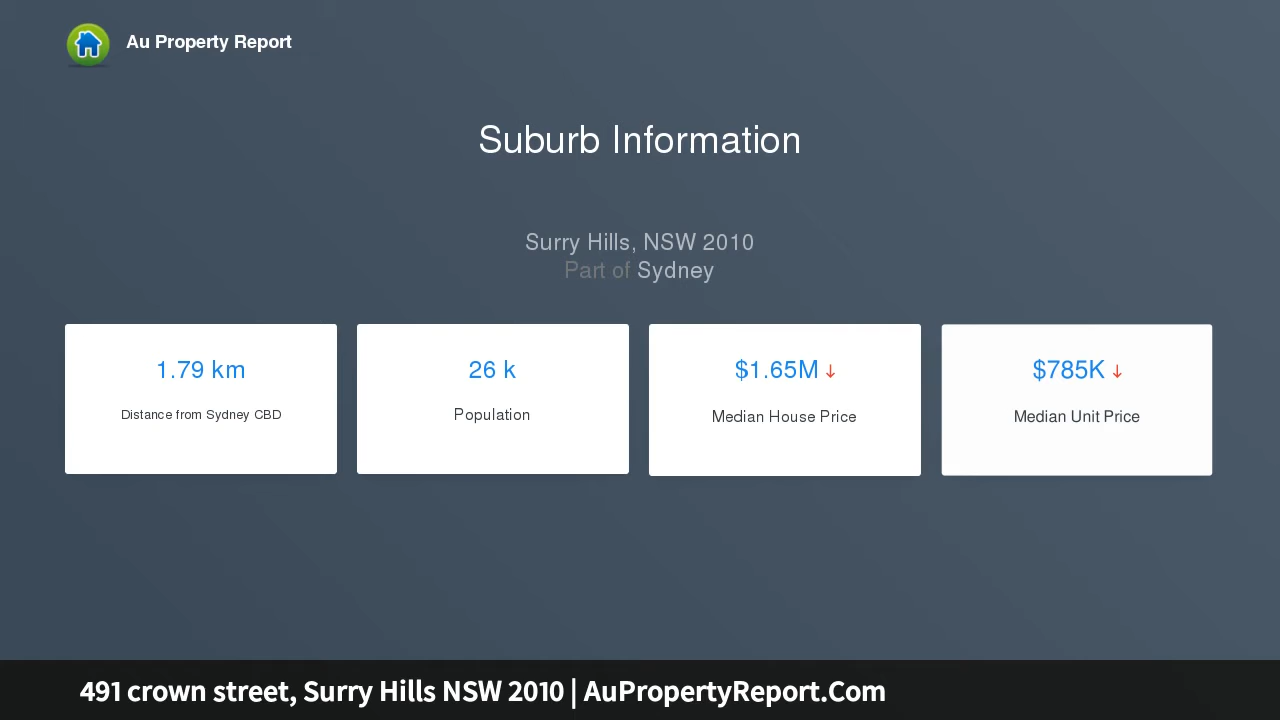 Au Property Report
Suburb Information
Surry Hills, NSW 2010
Part of Sydney
1.79 km
Distance from Sydney CBD
26 k
Population
$1.65M ↓
Median House Price
$785K ↓
Median Unit Price
491 crown street, Surry Hills NSW 2010 | AuPropertyReport.Com